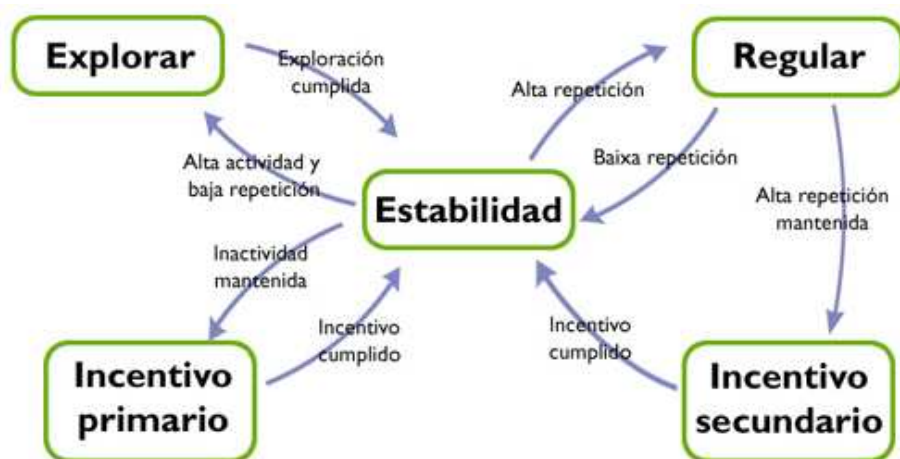 Explorar
Exploración
cumplida
Alta repetición
Regular
Alta actividad y
baja repetición
Estabilidad
Baixa repetición
Alta repetición
mantenida
Inactividad
mantenida
Incentivo
cumplido
Incentivo
cumplido
Incentivo
primario
Incentivo
secundario